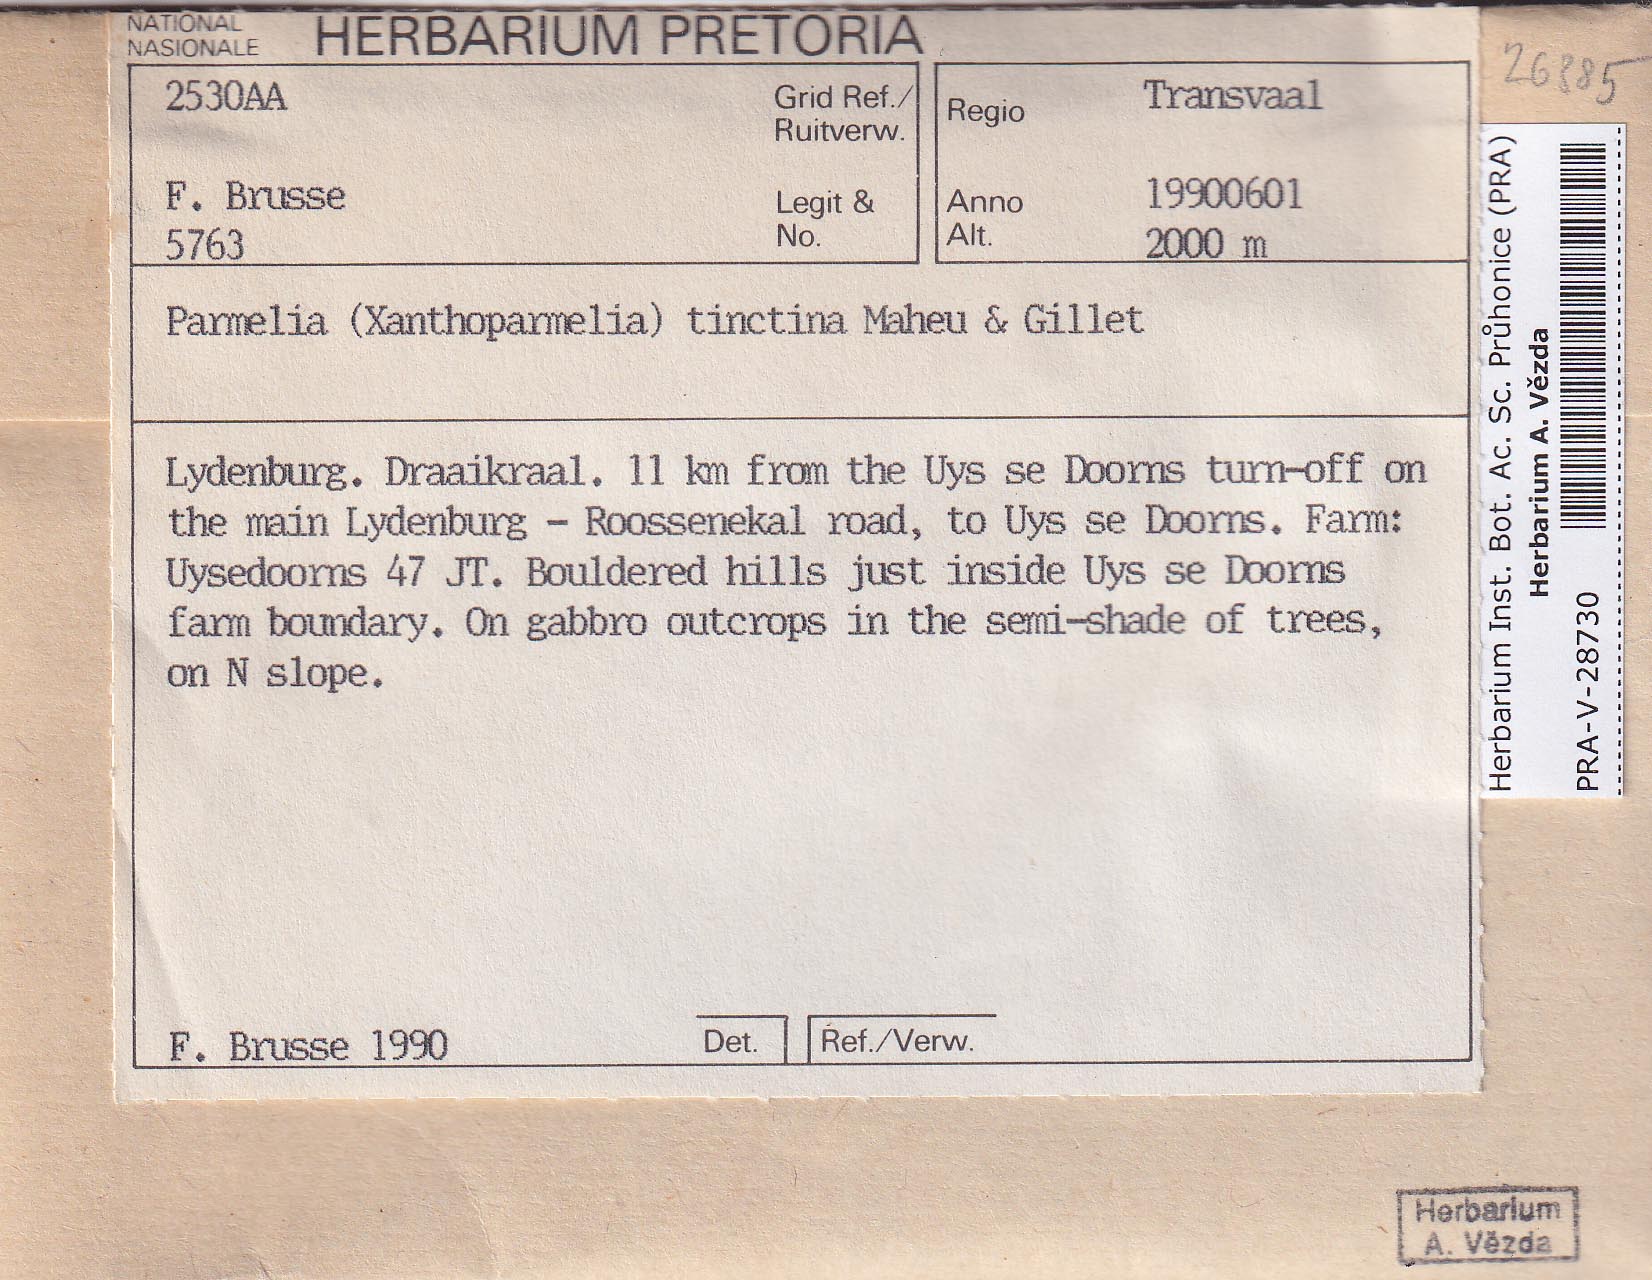 NATIONAL
NASIONALE
HERBARIUM PRETORIA
2530AA
Grid Ref./
Ruitverw.
F. Brusse
5763
Legit &
No.
Regio
Transvaal
Anno
19900601
Alt.
2000 m
Parmelia (Xanthoparmelia) tinctina Maheu & Gillet
Lydenburg. Draaikraal. 11 km from the Uys se Doorns turn-off on
the main Lydenburg - Roossenekal road, to Uys se Doorns. Farm:
Uysedoorns 47 JT. Bouldered hills just inside Uys se Doorns
farm boundary. On gabbro outcrops in the semi-shade of trees,
on N slope.
F. Brusse 1990
Det.
Ref./Verw.
26885
Herbarium Inst. Bot. Ac. Sc. Průhonice (PRA)
Herbarium A. Vězda
PRA-V-28730
Herbarium
A. Vězda